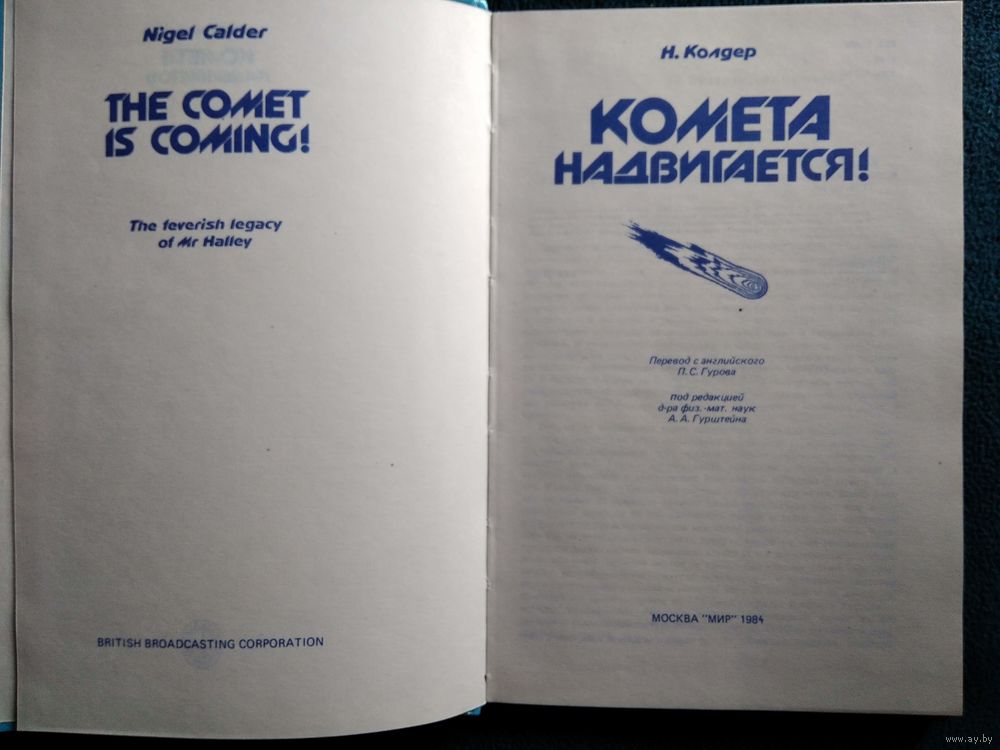 Nigel Calder
THE COMET
IS COMING!
The feverish legacy
of Mr Halley
BRITISH BROADCASTING CORPORATION
Н. Колдер
КОМЕТА
НАДВИГАЕТСЯ!
Перевод с английского
П. С. Гурова
под редакцией
д-ра физ.-мат. наук
А. А. Гурштейна
МОСКВА "МИР" 1984
www.ay.by